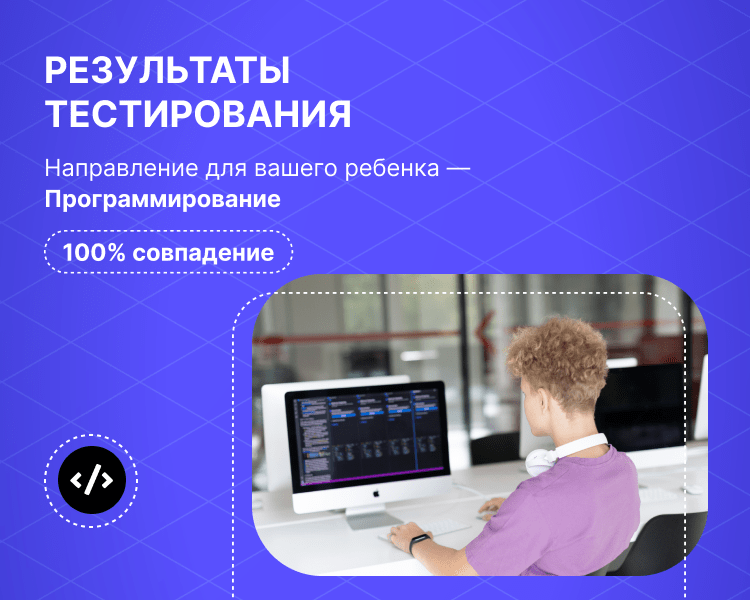 РЕЗУЛЬТАТЫ
ТЕСТИРОВАНИЯ
Направление для вашего ребенка —
Программирование
100% совпадение
</>